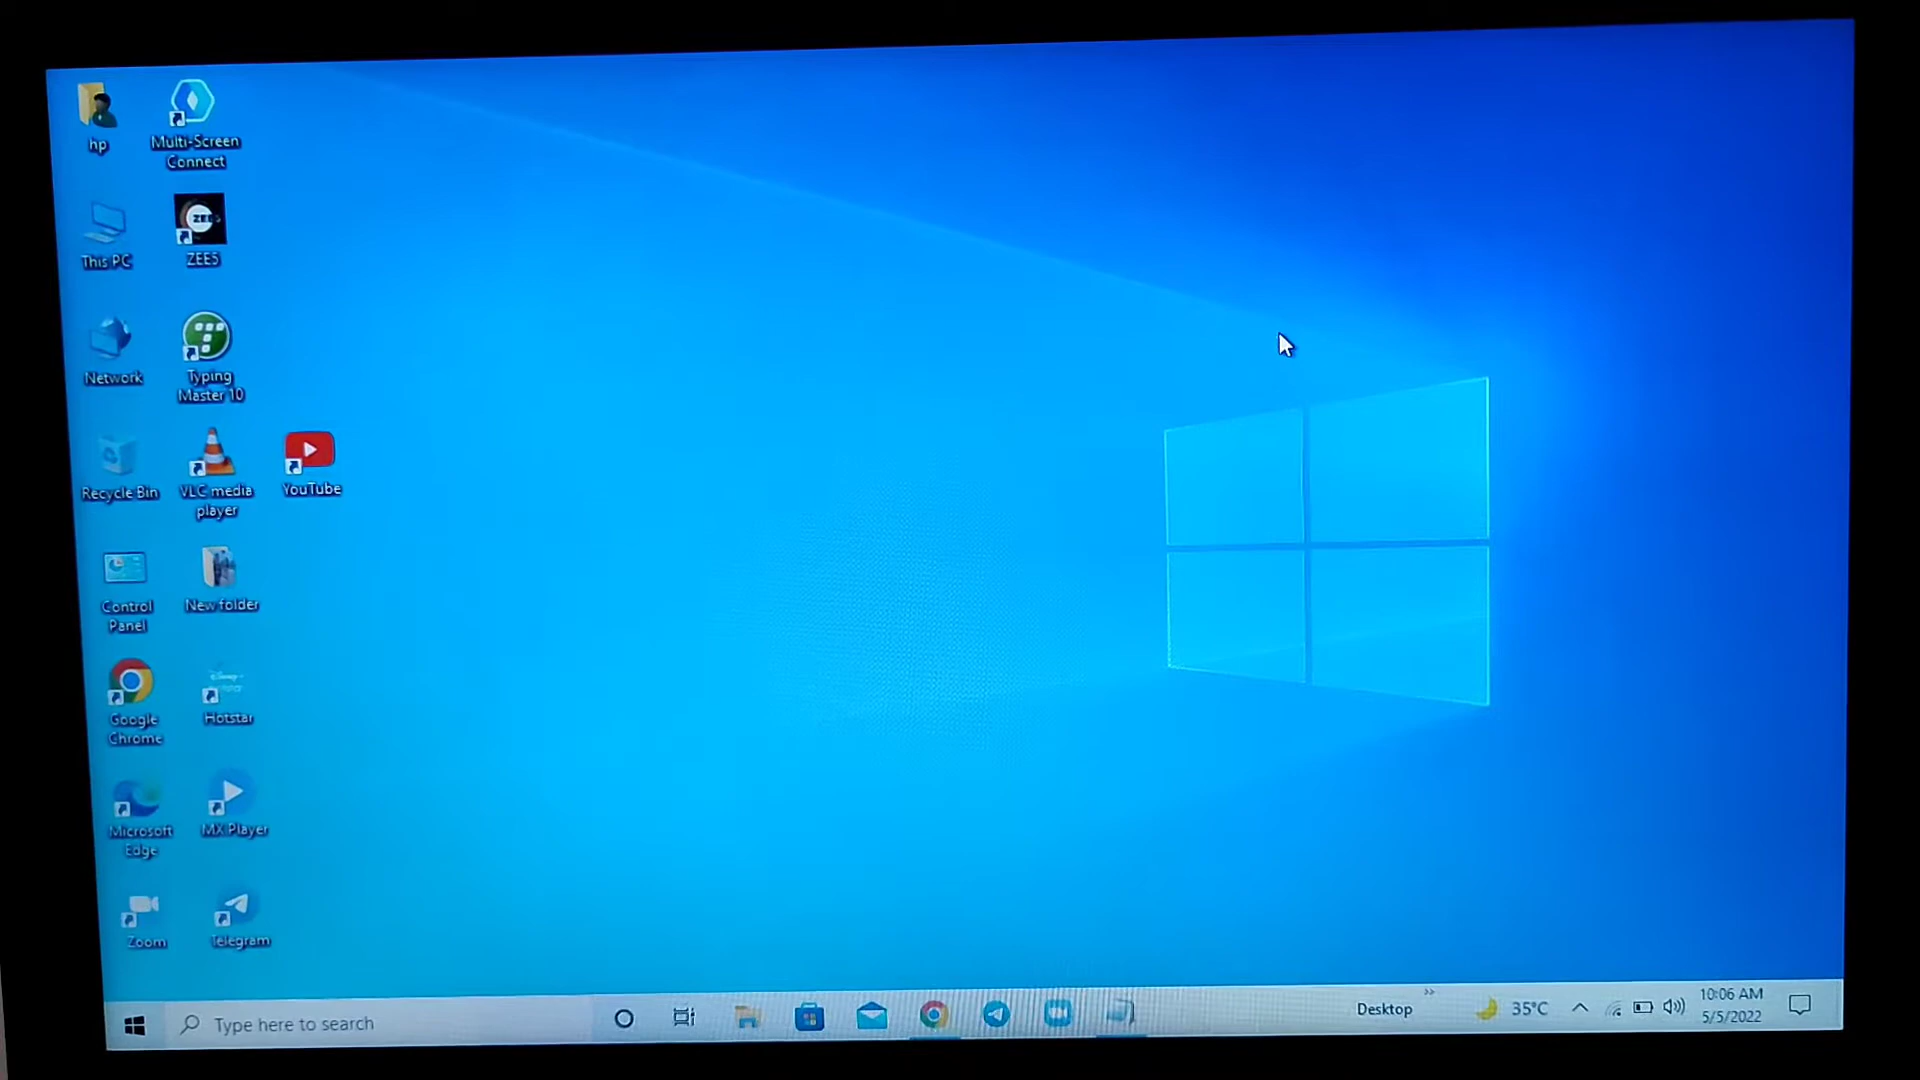 hp
Multi-Screen
Connect
This PC
ZEE5
Network
Typing
Master 10
Recycle Bin
VLC media
player
YouTube
Control
Panel
New folder
Google
Chrome
Hotstar
Microsoft
Edge
MX Player
Zoom
Telegram
Type here to search
Desktop
35°C
10:06 AM
5/5/2022